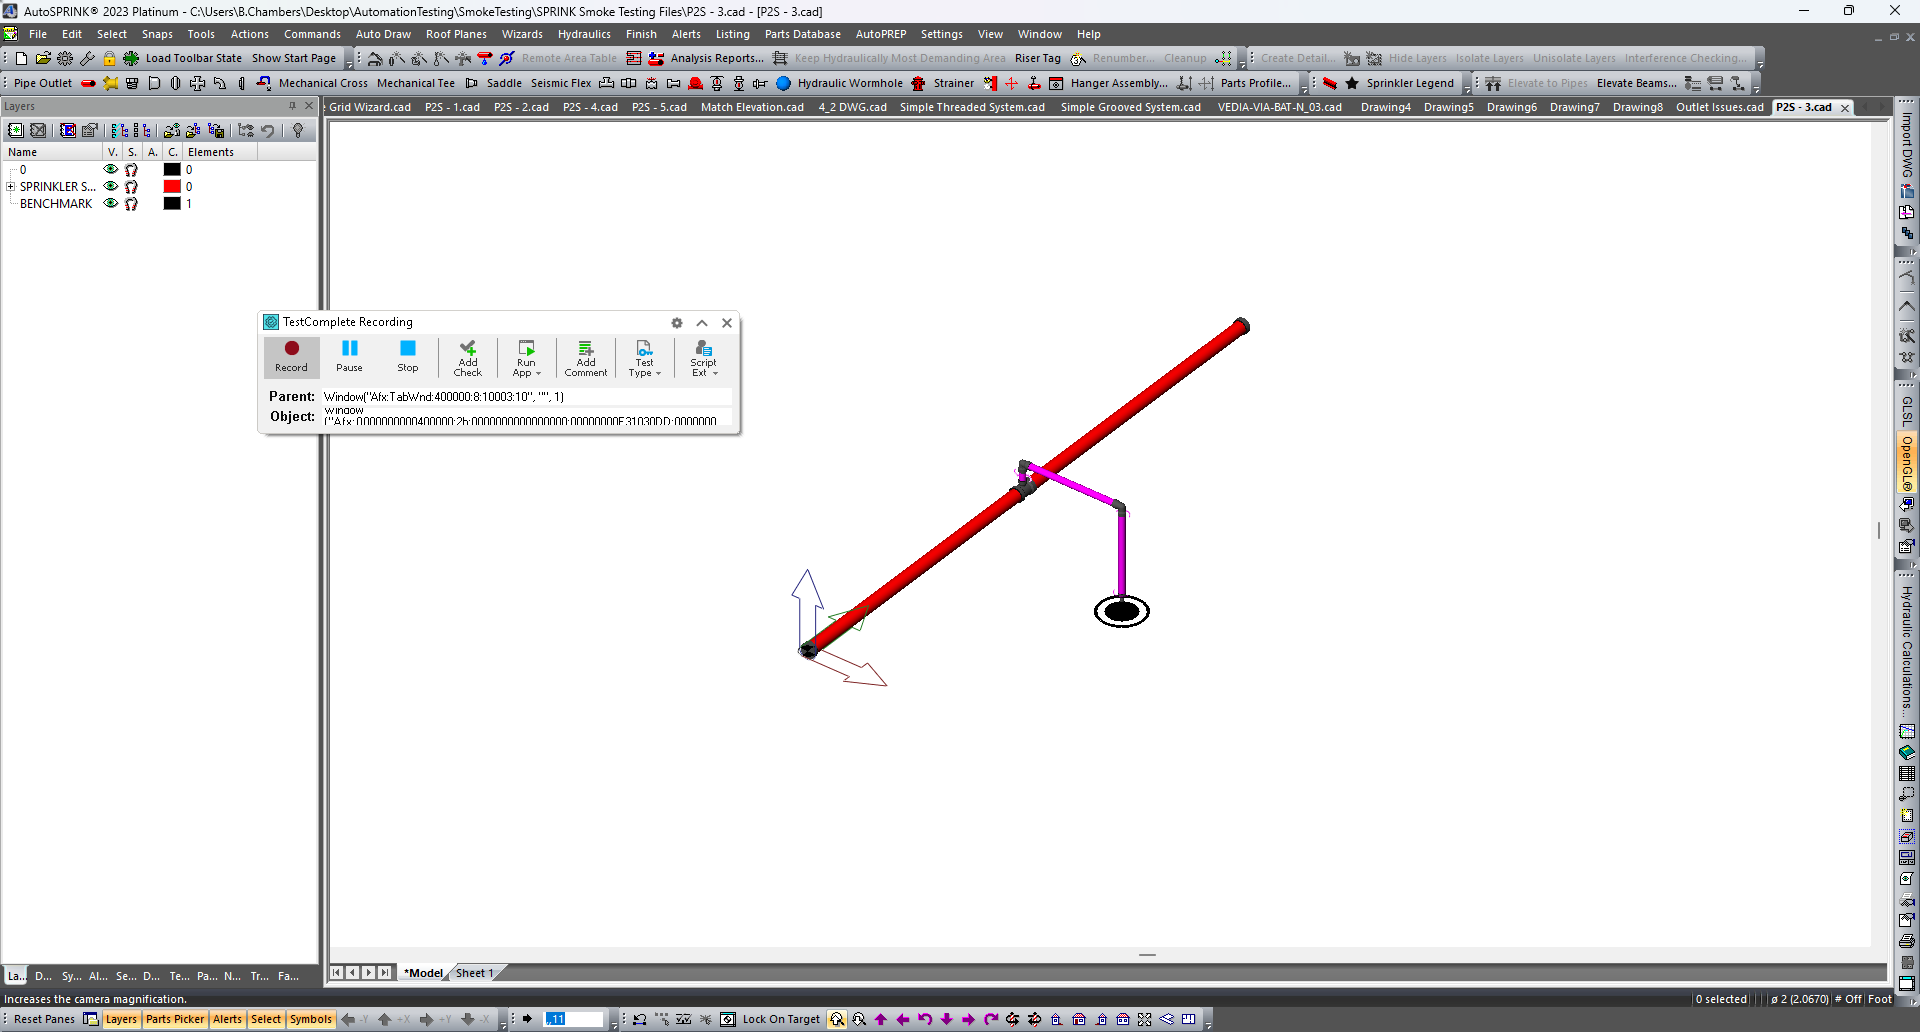 AutoSPRINK® 2023 Platinum - C:\Users\B.Chambers\Desktop\AutomationTesting\SmokeTesting\SPRINK Smoke Testing Files\P2S - 3.cad - [P2S - 3.cad]
File Edit Select Snaps Tools Actions Commands Auto Draw Roof Planes Wizards Hydraulics Finish Alerts Listing Parts Database AutoPREP Settings View Window Help
Load Toolbar State Show Start Page Remote Area Table Analysis Reports... Keep Hydraulically Most Demanding Area Riser Tag Renumber... Cleanup Create Detail... Hide Layers Isolate Layers Unisolate Layers Interference Checking...
Pipe Outlet Mechanical Cross Mechanical Tee Saddle Seismic Flex Hydraulic Wormhole Strainer Hanger Assembly... Parts Profile... Sprinkler Legend Elevate to Pipes Elevate Beams...
Layers
Grid Wizard.cad P2S - 1.cad P2S - 2.cad P2S - 4.cad P2S - 5.cad Match Elevation.cad 4_2 DWG.cad Simple Threaded System.cad Simple Grooved System.cad VEDIA-VIA-BAT-N_03.cad Drawing4 Drawing5 Drawing6 Drawing7 Drawing8 Outlet Issues.cad P2S - 3.cad
Name V. S. A. C. Elements
0 0
SPRINKLER S... 0
BENCHMARK 1
TestComplete Recording
Record Pause Stop Add Check Run App Add Comment Test Type Script Ext
Parent: Window("Afx:TabWnd:400000:8:10003:10", "", 1)
Object: Window
("Afx:0000000000400000:2b:0000000000000000:00000000F31030DD:0000000
Import DWG
GLSL
OpenGL®
Hydraulic Calculations...
La... D... Sy... Al... Se... D... Te... Pa... N... Tr... Fa...
*Model Sheet 1
Increases the camera magnification.
0 selected ø 2 (2.0670) # Off Foot
Reset Panes Layers Parts Picker Alerts Select Symbols -Y +X +Y -X ,,11 Lock On Target